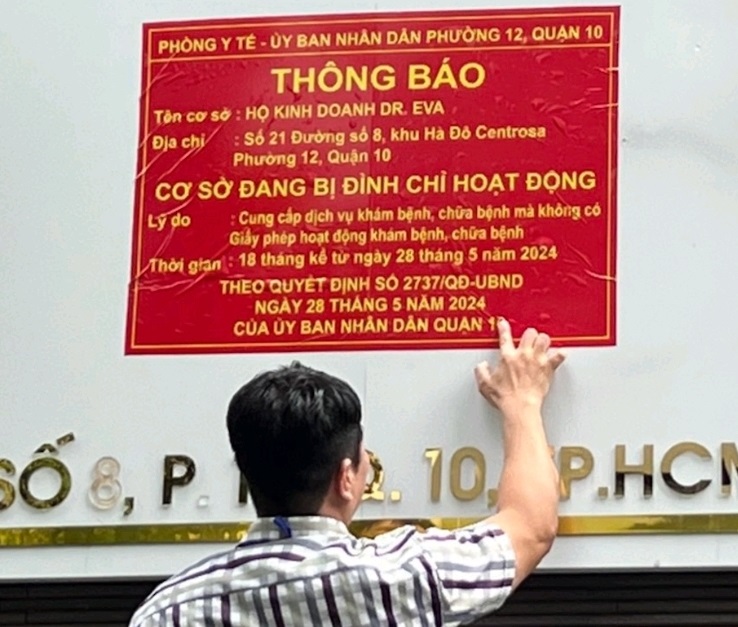 PHÒNG Y TẾ - ỦY BAN NHÂN DÂN PHƯỜNG 12, QUẬN 10
THÔNG BÁO
Tên cơ sở : HỘ KINH DOANH DR. EVA
Địa chỉ : Số 21 Đường số 8, khu Hà Đô Centrosa
Phường 12, Quận 10
CƠ SỞ ĐANG BỊ ĐÌNH CHỈ HOẠT ĐỘNG
Lý do : Cung cấp dịch vụ khám bệnh, chữa bệnh mà không có
Giấy phép hoạt động khám bệnh, chữa bệnh
Thời gian : 18 tháng kể từ ngày 28 tháng 5 năm 2024
THEO QUYẾT ĐỊNH SỐ 2737/QĐ-UBND
NGÀY 28 THÁNG 5 NĂM 2024
CỦA ỦY BAN NHÂN DÂN QUẬN
SỐ 8, P. Q. 10, TP.HCM